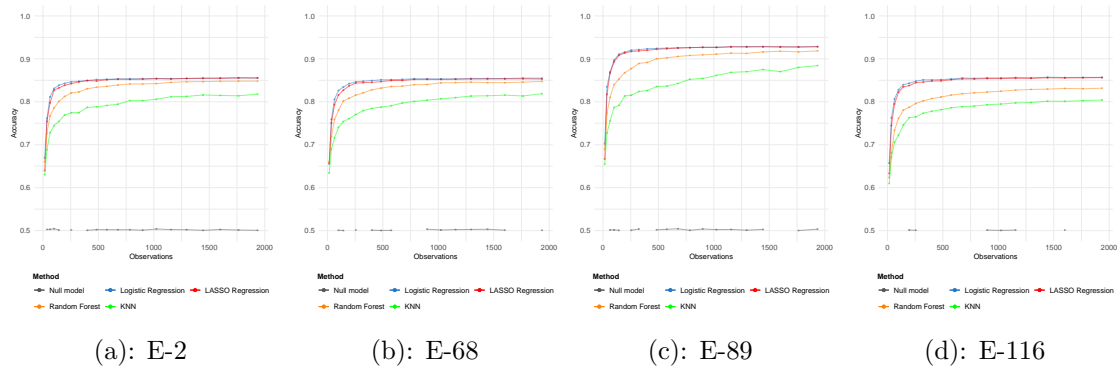 1.0
0.9
0.8
0.7
0.6
0.5
Accuracy
0 500 1000 1500 2000
Observations
Method
Null model Logistic Regression LASSO Regression
Random Forest KNN
(a): E-2
1.0
0.9
0.8
0.7
0.6
0.5
Accuracy
0 500 1000 1500 2000
Observations
Method
Null model Logistic Regression LASSO Regression
Random Forest KNN
(b): E-68
1.0
0.9
0.8
0.7
0.6
0.5
Accuracy
0 500 1000 1500 2000
Observations
Method
Null model Logistic Regression LASSO Regression
Random Forest KNN
(c): E-89
1.0
0.9
0.8
0.7
0.6
0.5
Accuracy
0 500 1000 1500 2000
Observations
Method
Null model Logistic Regression LASSO Regression
Random Forest KNN
(d): E-116